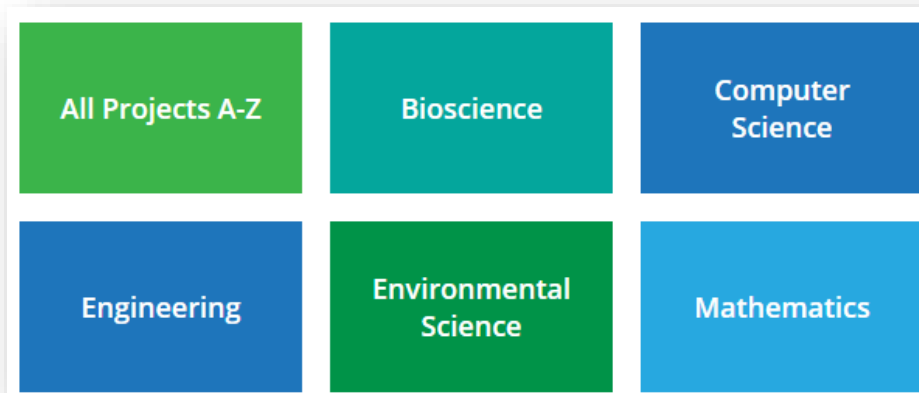 All Projects A-Z
Bioscience
Computer
Science
Engineering
Environmental
Science
Mathematics